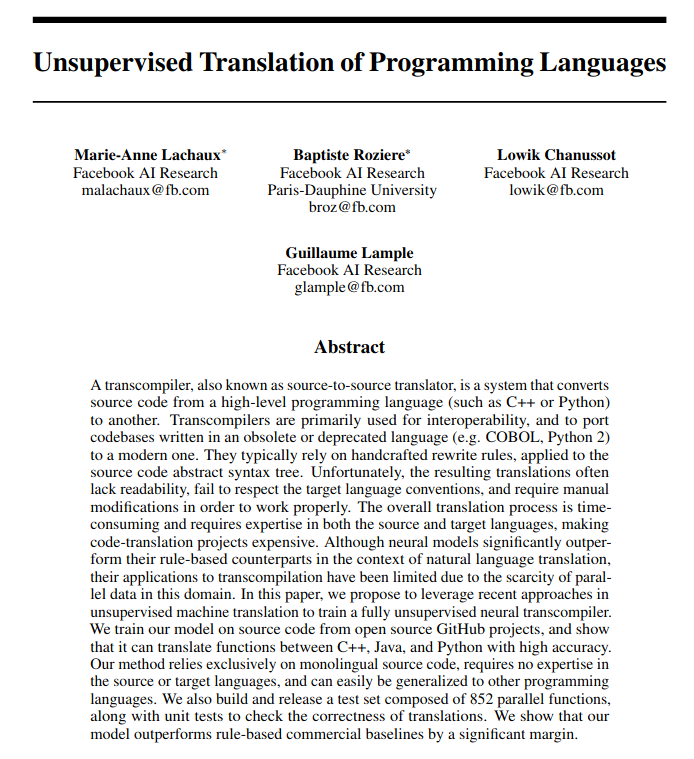 Unsupervised Translation of Programming Languages
Marie-Anne Lachaux* Baptiste Roziere* Lowik Chanussot
Facebook AI Research Facebook AI Research Facebook AI Research
malachaux@fb.com Paris-Dauphine University lowik@fb.com
broz@fb.com
Guillaume Lample
Facebook AI Research
glample@fb.com
Abstract
A transcompiler, also known as source-to-source translator, is a system that converts
source code from a high-level programming language (such as C++ or Python)
to another. Transcompilers are primarily used for interoperability, and to port
codebases written in an obsolete or deprecated language (e.g. COBOL, Python 2)
to a modern one. They typically rely on handcrafted rewrite rules, applied to the
source code abstract syntax tree. Unfortunately, the resulting translations often
lack readability, fail to respect the target language conventions, and require manual
modifications in order to work properly. The overall translation process is time-
consuming and requires expertise in both the source and target languages, making
code-translation projects expensive. Although neural models significantly outper-
form their rule-based counterparts in the context of natural language translation,
their applications to transcompilation have been limited due to the scarcity of paral-
lel data in this domain. In this paper, we propose to leverage recent approaches in
unsupervised machine translation to train a fully unsupervised neural transcompiler.
We train our model on source code from open source GitHub projects, and show
that it can translate functions between C++, Java, and Python with high accuracy.
Our method relies exclusively on monolingual source code, requires no expertise in
the source or target languages, and can easily be generalized to other programming
languages. We also build and release a test set composed of 852 parallel functions,
along with unit tests to check the correctness of translations. We show that our
model outperforms rule-based commercial baselines by a significant margin.